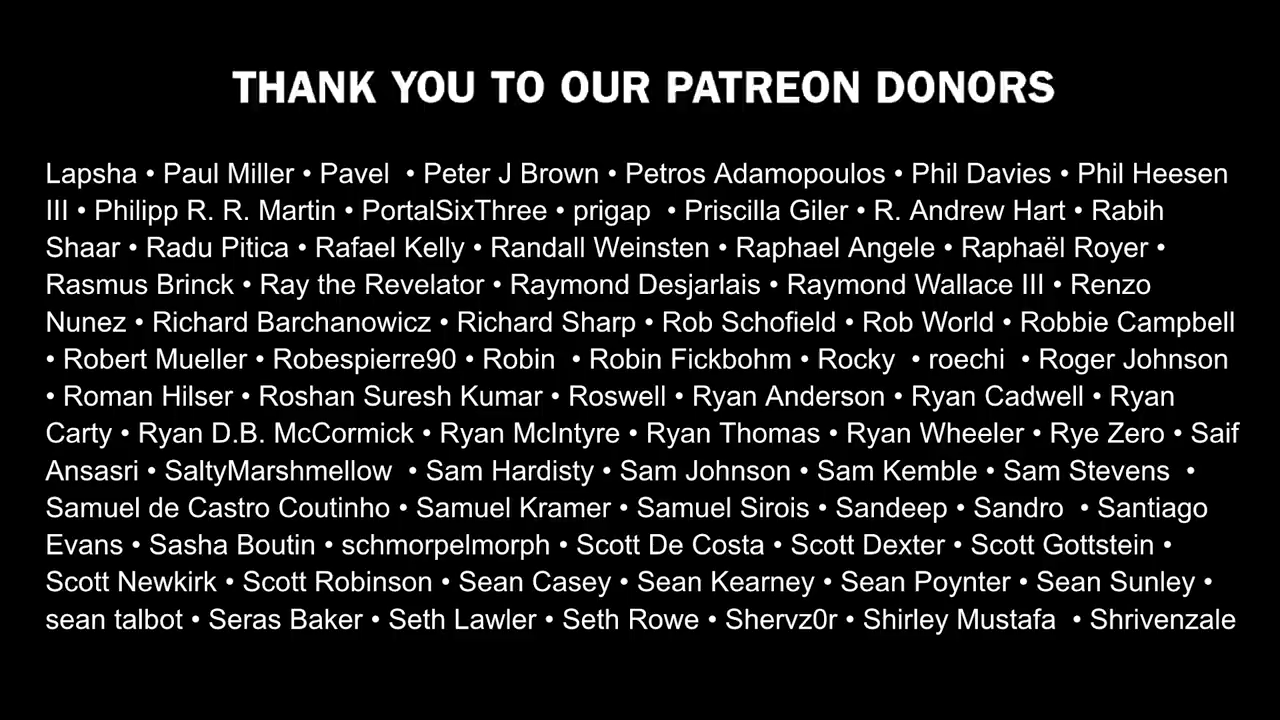 THANK YOU TO OUR PATREON DONORS
Lapsha • Paul Miller • Pavel  • Peter J Brown • Petros Adamopoulos • Phil Davies • Phil Heesen
III • Philipp R. R. Martin • PortalSixThree • prigap  • Priscilla Giler • R. Andrew Hart • Rabih
Shaar • Radu Pitica • Rafael Kelly • Randall Weinsten • Raphael Angele • Raphaël Royer •
Rasmus Brinck • Ray the Revelator • Raymond Desjarlais • Raymond Wallace III • Renzo
Nunez • Richard Barchanowicz • Richard Sharp • Rob Schofield • Rob World • Robbie Campbell
• Robert Mueller • Robespierre90 • Robin  • Robin Fickbohm • Rocky  • roechi  • Roger Johnson
• Roman Hilser • Roshan Suresh Kumar • Roswell • Ryan Anderson • Ryan Cadwell • Ryan
Carty • Ryan D.B. McCormick • Ryan McIntyre • Ryan Thomas • Ryan Wheeler • Rye Zero • Saif
Ansasri • SaltyMarshmellow  • Sam Hardisty • Sam Johnson • Sam Kemble • Sam Stevens  •
Samuel de Castro Coutinho • Samuel Kramer • Samuel Sirois • Sandeep • Sandro  • Santiago
Evans • Sasha Boutin • schmorpelmorph • Scott De Costa • Scott Dexter • Scott Gottstein •
Scott Newkirk • Scott Robinson • Sean Casey • Sean Kearney • Sean Poynter • Sean Sunley •
sean talbot • Seras Baker • Seth Lawler • Seth Rowe • Shervz0r • Shirley Mustafa  • Shrivenzale